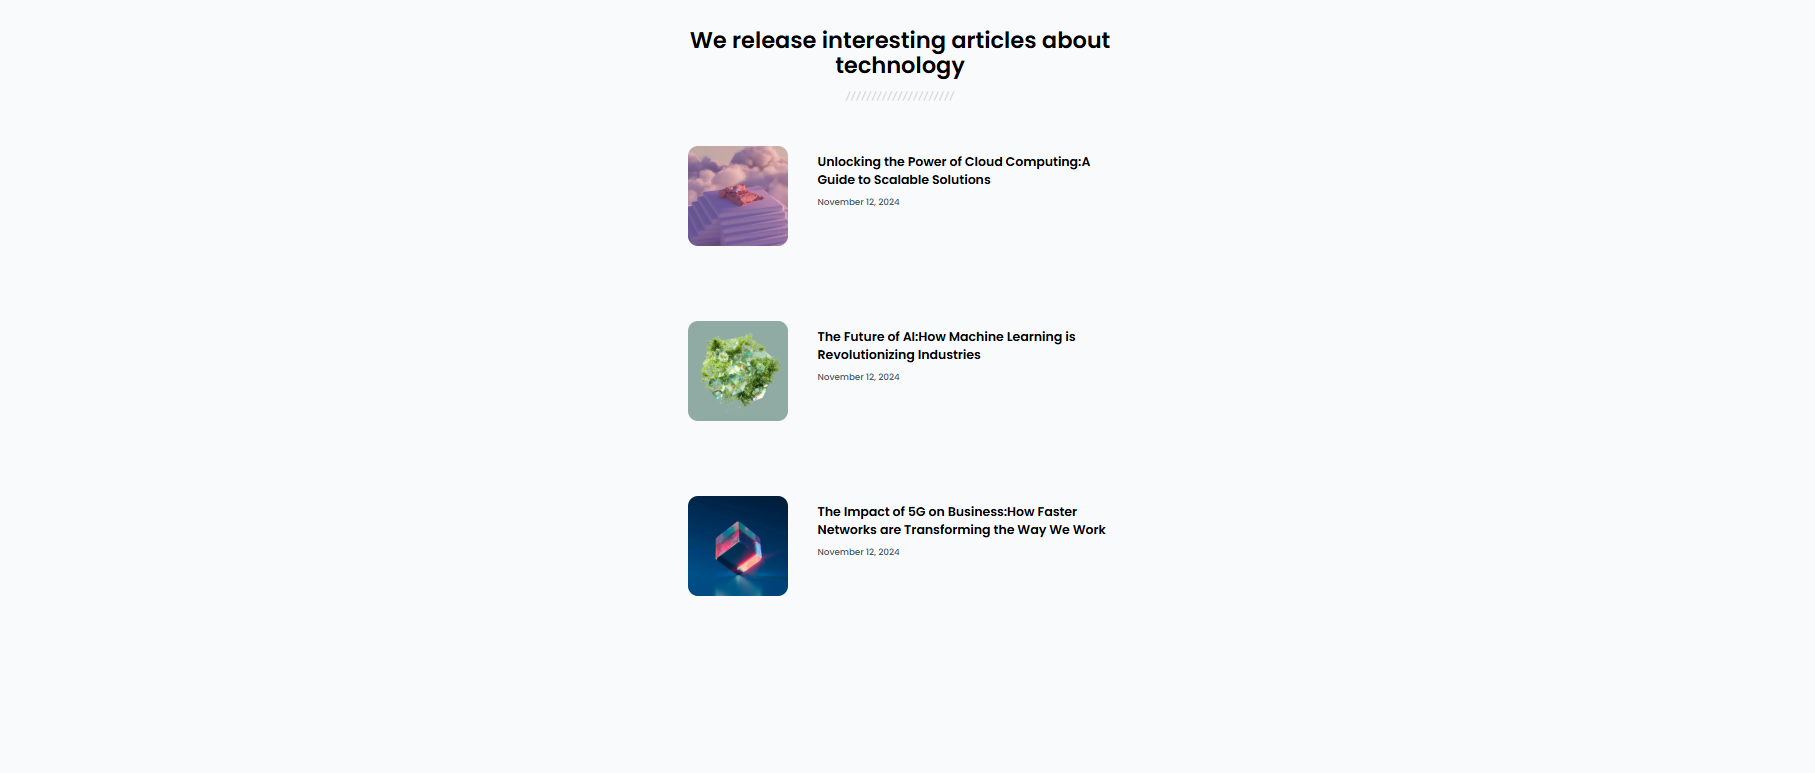 We release interesting articles about
technology
//////////////////////
Unlocking the Power of Cloud Computing:A
Guide to Scalable Solutions
November 12, 2024
The Future of AI:How Machine Learning is
Revolutionizing Industries
November 12, 2024
The Impact of 5G on Business:How Faster
Networks are Transforming the Way We Work
November 12, 2024